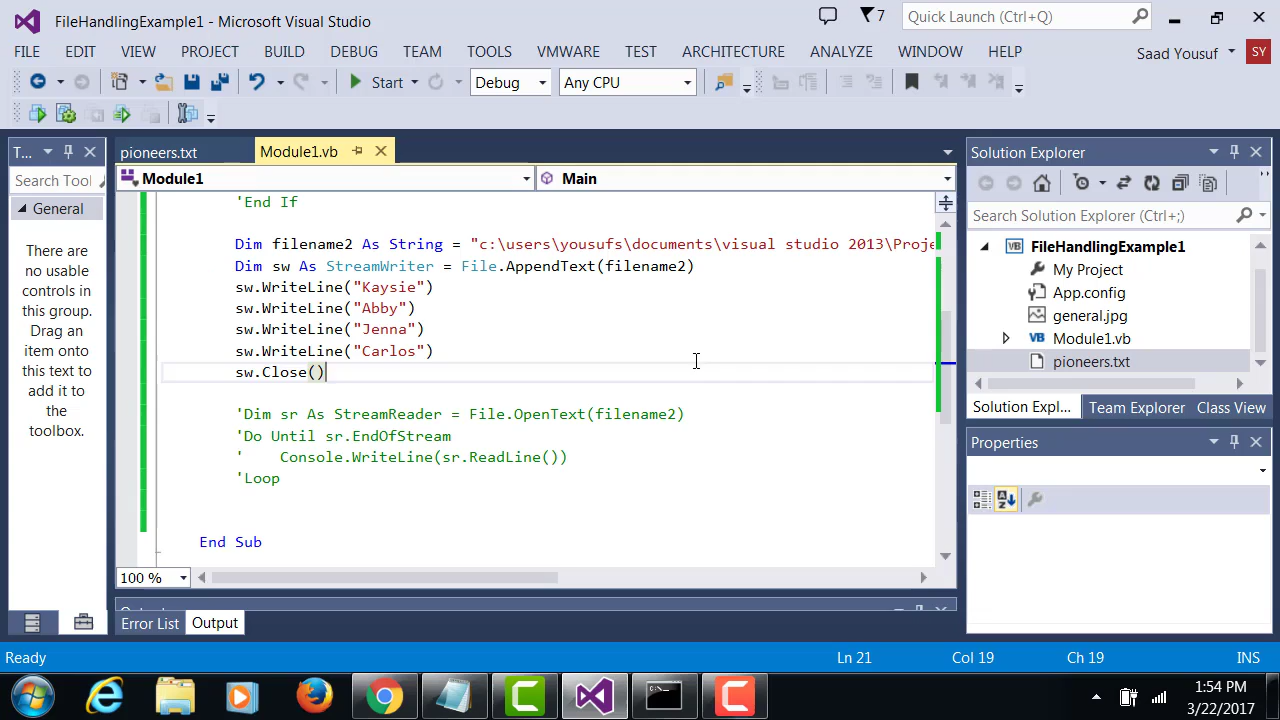 FileHandlingExample1 - Microsoft Visual Studio
7
Quick Launch (Ctrl+Q)
FILE EDIT VIEW PROJECT BUILD DEBUG TEAM TOOLS VMWARE TEST ARCHITECTURE ANALYZE WINDOW HELP
Saad Yousuf SY
Start Debug Any CPU
T...
Search Tool
General
There are
no usable
controls in
this group.
Drag an
item onto
this text to
add it to
the
toolbox.
pioneers.txt Module1.vb
Module1 Main
'End If
Dim filename2 As String = "c:\users\yousufs\documents\visual studio 2013\Proje
Dim sw As StreamWriter = File.AppendText(filename2)
sw.WriteLine("Kaysie")
sw.WriteLine("Abby")
sw.WriteLine("Jenna")
sw.WriteLine("Carlos")
sw.Close()
'Dim sr As StreamReader = File.OpenText(filename2)
'Do Until sr.EndOfStream
' Console.WriteLine(sr.ReadLine())
'Loop
End Sub
100 %
Error List Output
Solution Explorer
Search Solution Explorer (Ctrl+;)
FileHandlingExample1
My Project
App.config
general.jpg
Module1.vb
pioneers.txt
Solution Expl... Team Explorer Class View
Properties
Ready Ln 21 Col 19 Ch 19 INS
1:54 PM
3/22/2017